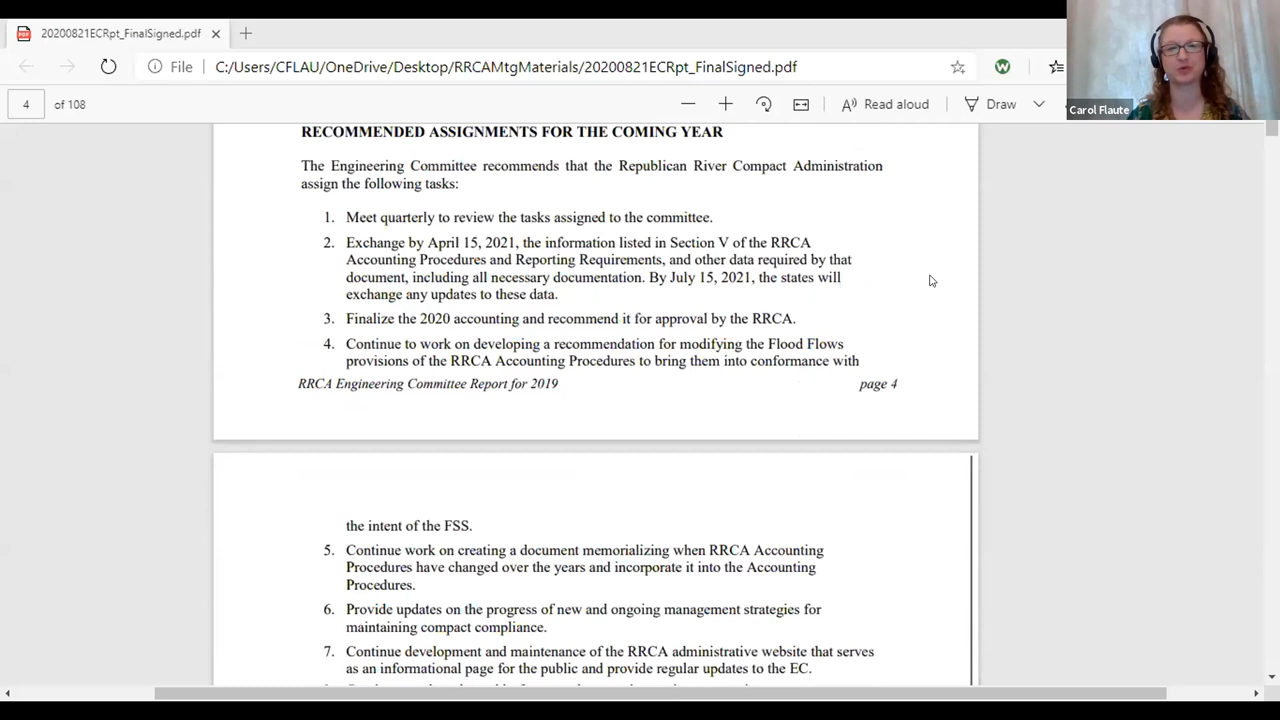 20200821ECRpt_FinalSigned.pdf
File C:/Users/CFLAU/OneDrive/Desktop/RRCAMtgMaterials/20200821ECRpt_FinalSigned.pdf
4 of 108
Read aloud
Draw
Carol Flaute
RECOMMENDED ASSIGNMENTS FOR THE COMING YEAR
The Engineering Committee recommends that the Republican River Compact Administration
assign the following tasks:
1. Meet quarterly to review the tasks assigned to the committee.
2. Exchange by April 15, 2021, the information listed in Section V of the RRCA
Accounting Procedures and Reporting Requirements, and other data required by that
document, including all necessary documentation. By July 15, 2021, the states will
exchange any updates to these data.
3. Finalize the 2020 accounting and recommend it for approval by the RRCA.
4. Continue to work on developing a recommendation for modifying the Flood Flows
provisions of the RRCA Accounting Procedures to bring them into conformance with
RRCA Engineering Committee Report for 2019 page 4
the intent of the FSS.
5. Continue work on creating a document memorializing when RRCA Accounting
Procedures have changed over the years and incorporate it into the Accounting
Procedures.
6. Provide updates on the progress of new and ongoing management strategies for
maintaining compact compliance.
7. Continue development and maintenance of the RRCA administrative website that serves
as an informational page for the public and provide regular updates to the EC.